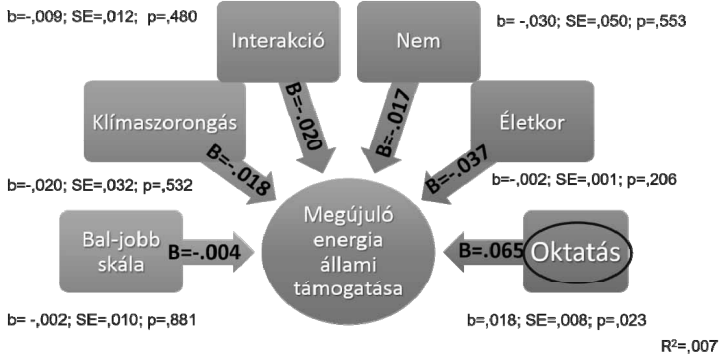 b=-,009; SE=,012;  p=,480
Interakció
Nem
b= -,030; SE=,050; p=,553
B=-.020
B=-.017
Klímaszorongás
Életkor
B=-.018
B=-.037
b=-,020; SE=,032; p=,532
b=-,002; SE=,001; p=,206
Bal-jobb
skála
B=-.004
Megújuló
energia
állami
támogatása
B=.065
Oktatás
b= -,002; SE=,010; p=,881
b=,018; SE=,008; p=,023
R²=,007